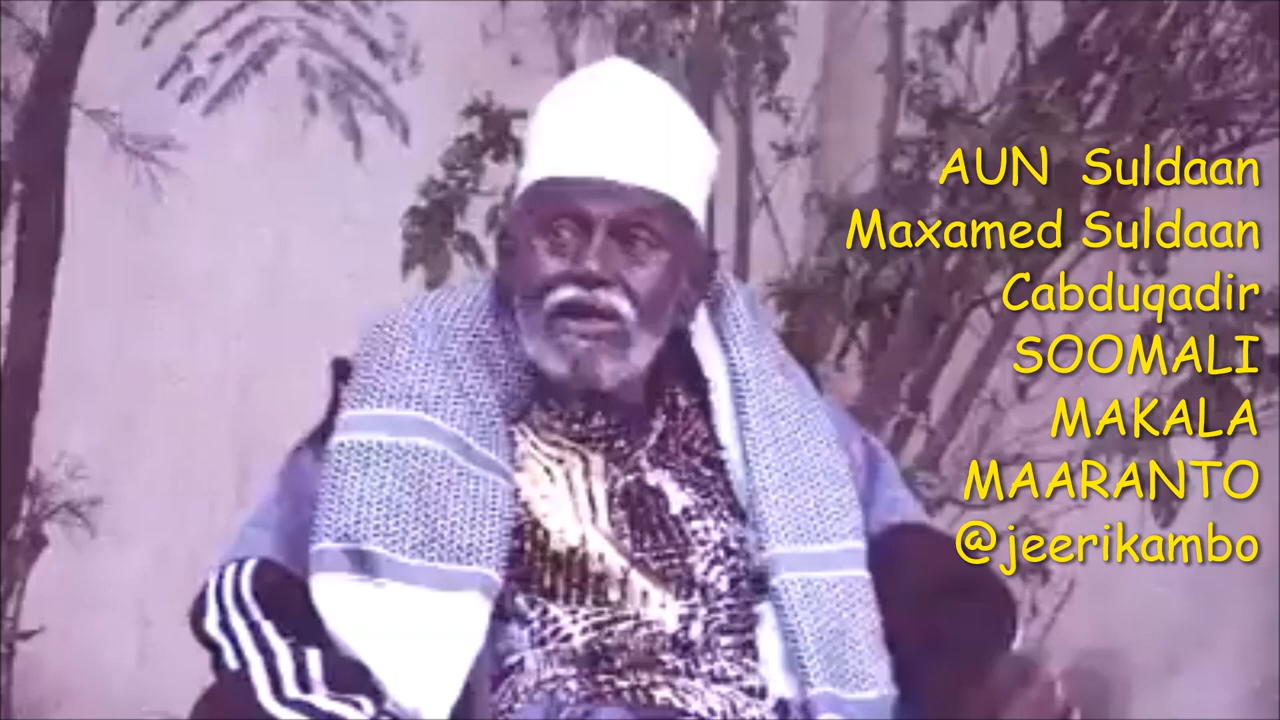 AUN Suldaan
Maxamed Suldaan
Cabduqadir
SOOMALI
MAKALA
MAARANTO
@jeerikambo